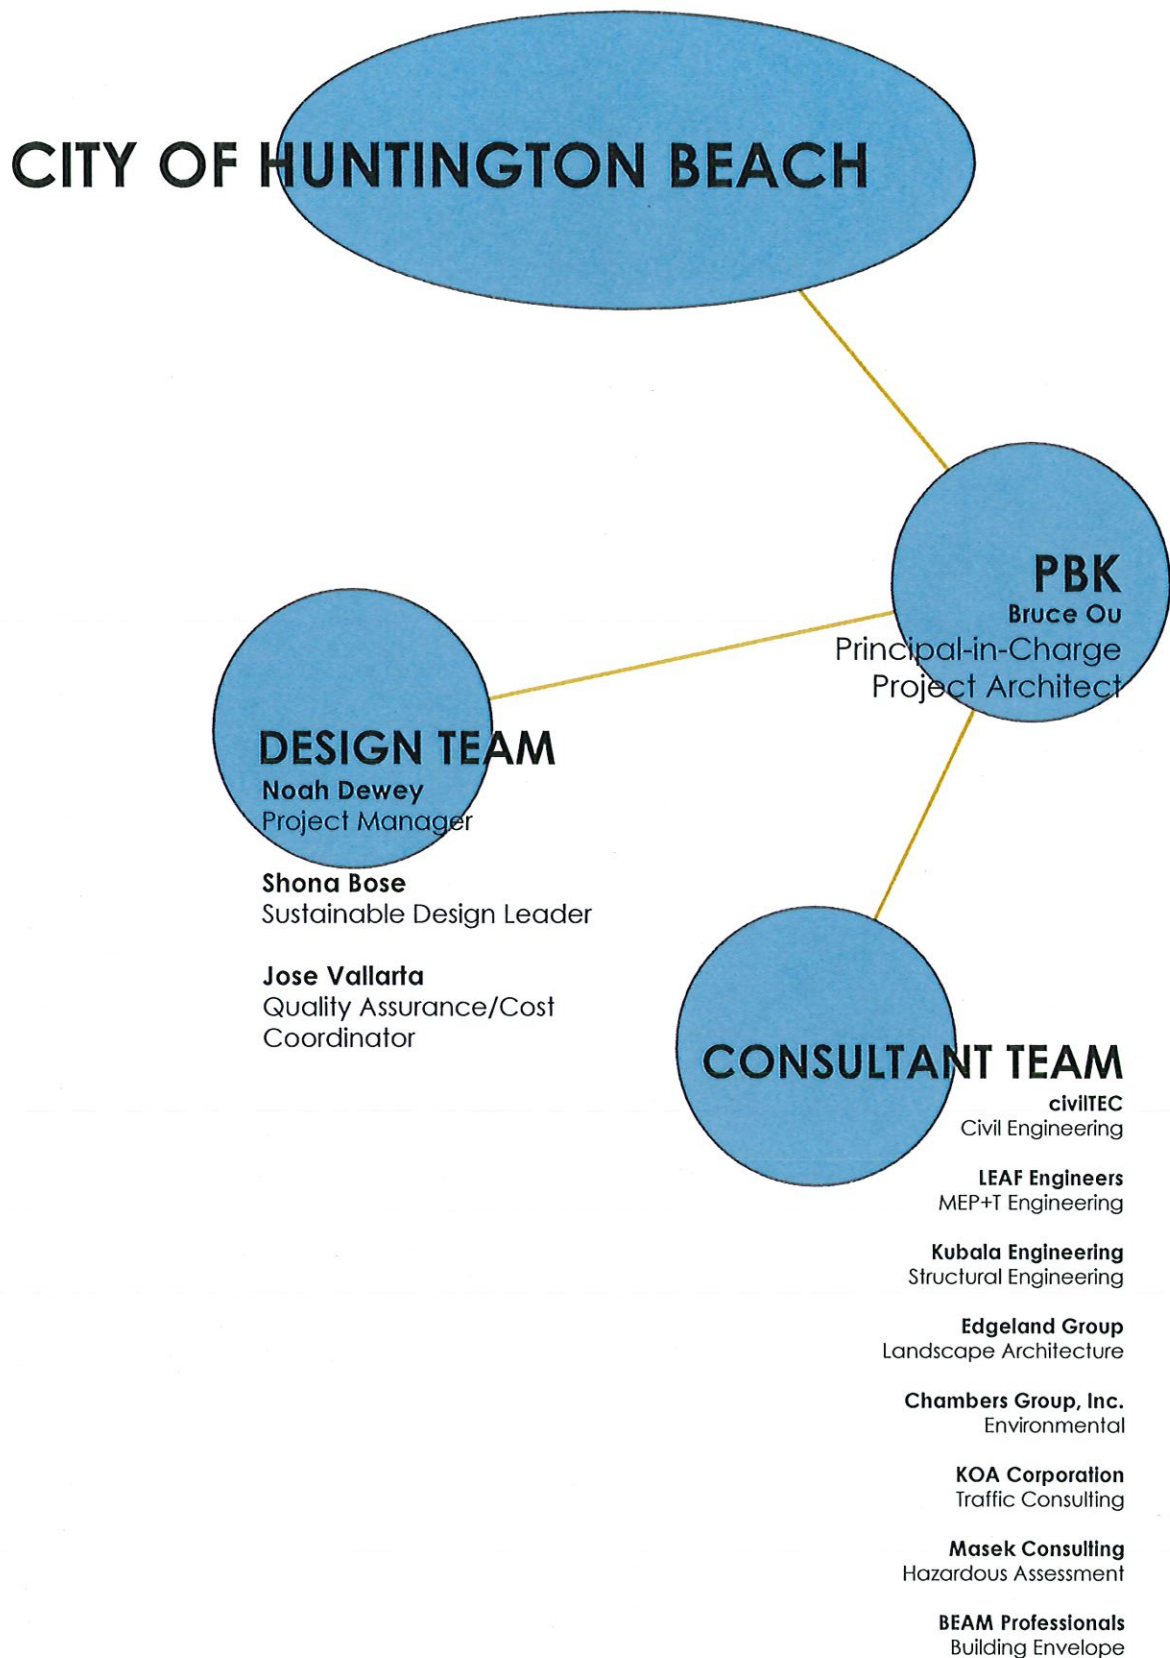 CITY OF HUNTINGTON BEACH
PBK
Bruce Ou
Principal-in-Charge
Project Architect
DESIGN TEAM
Noah Dewey
Project Manager
Shona Bose
Sustainable Design Leader
Jose Vallarta
Quality Assurance/Cost
Coordinator
CONSULTANT TEAM
civilTEC
Civil Engineering
LEAF Engineers
MEP+T Engineering
Kubala Engineering
Structural Engineering
Edgeland Group
Landscape Architecture
Chambers Group, Inc.
Environmental
KOA Corporation
Traffic Consulting
Masek Consulting
Hazardous Assessment
BEAM Professionals
Building Envelope